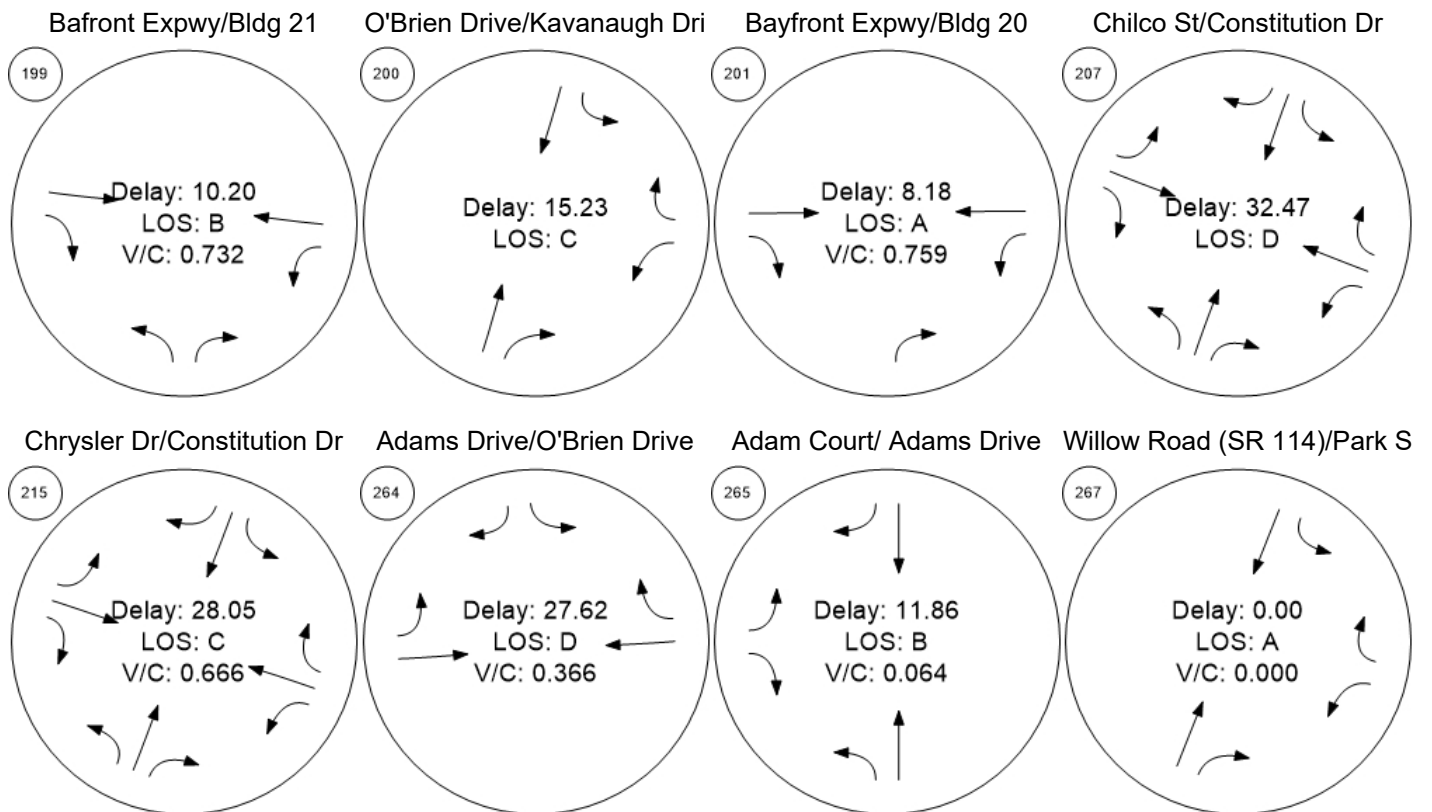 Bafront Expwy/Bldg 21
199
Delay: 10.20
LOS: B
V/C: 0.732
O'Brien Drive/Kavanaugh Dri
200
Delay: 15.23
LOS: C
Bayfront Expwy/Bldg 20
201
Delay: 8.18
LOS: A
V/C: 0.759
Chilco St/Constitution Dr
207
Delay: 32.47
LOS: D
Chrysler Dr/Constitution Dr
215
Delay: 28.05
LOS: C
V/C: 0.666
Adams Drive/O'Brien Drive
264
Delay: 27.62
LOS: D
V/C: 0.366
Adam Court/ Adams Drive
265
Delay: 11.86
LOS: B
V/C: 0.064
Willow Road (SR 114)/Park S
267
Delay: 0.00
LOS: A
V/C: 0.000